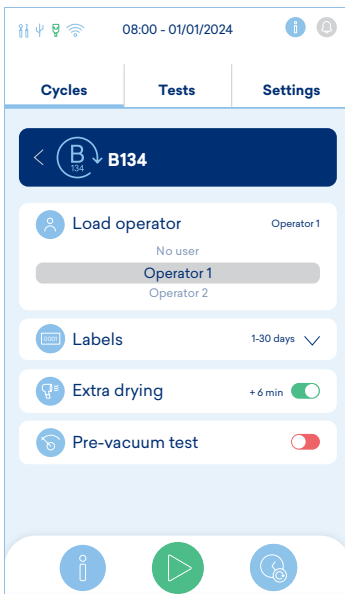 08:00 - 01/01/2024
Cycles Tests Settings
B
134
B134
Load operator Operator 1
No user
Operator 1
Operator 2
0001 Labels 1-30 days
Extra drying + 6 min
Pre-vacuum test